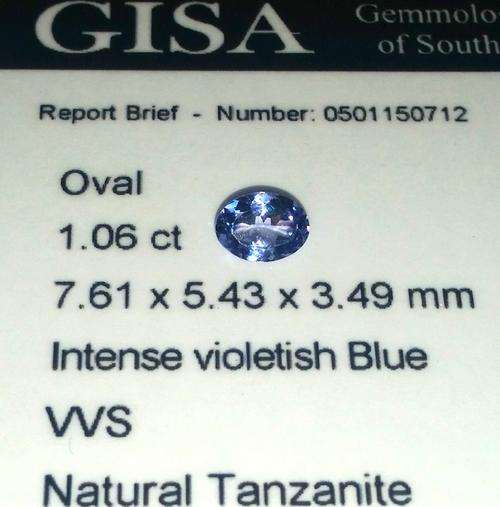 GISA
Gemmolo
of South
Report Brief - Number: 0501150712
Oval
1.06 ct
7.61 x 5.43 x 3.49 mm
Intense violetish Blue
VVS
Natural Tanzanite